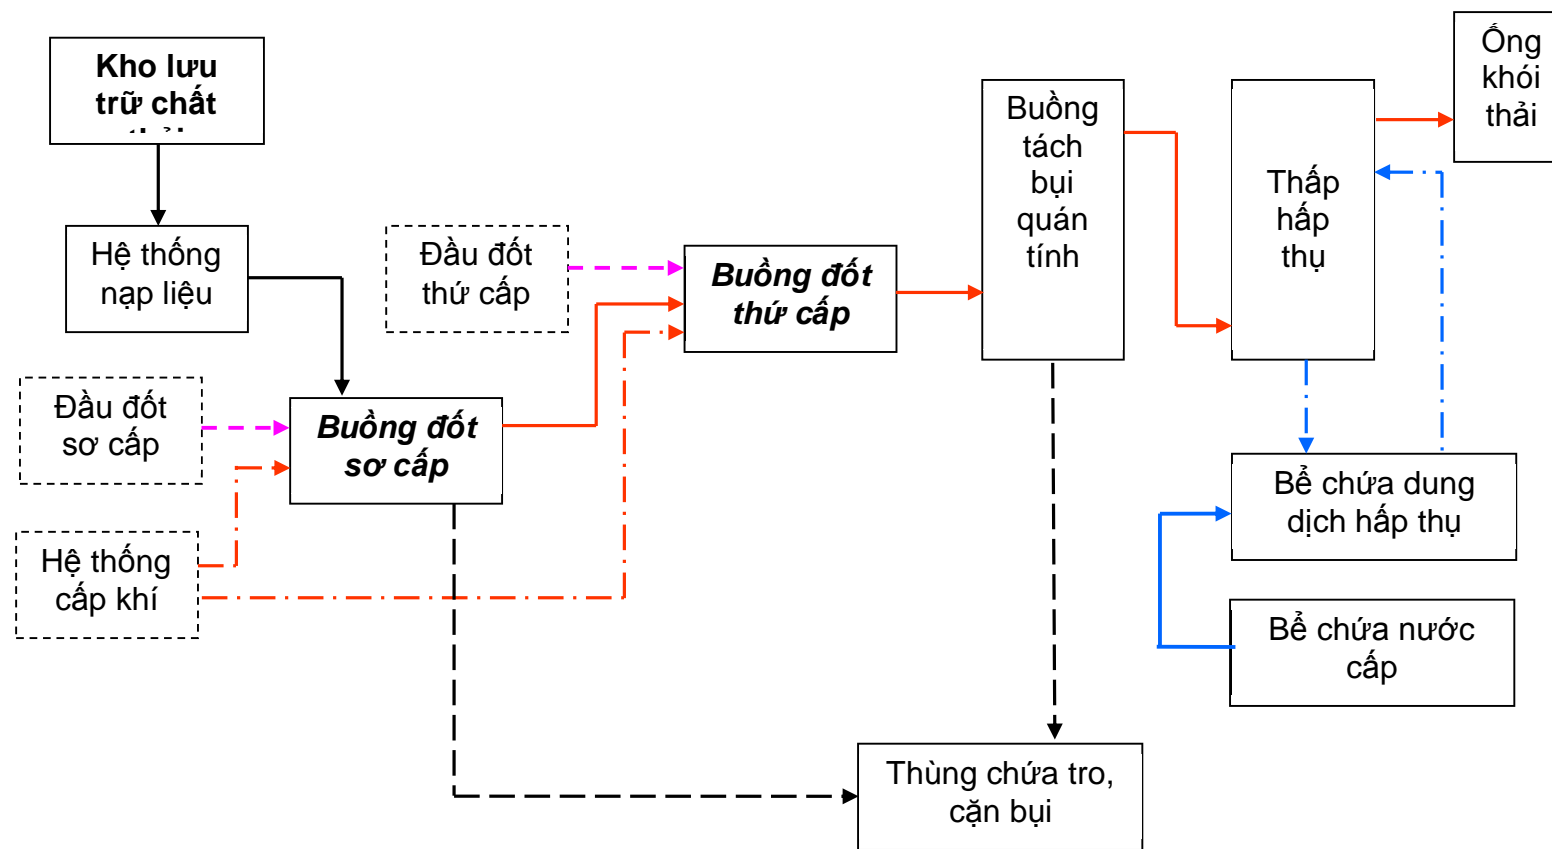 Kho lưu
trữ chất
Hệ thống
nạp liệu
Đầu đốt
sơ cấp
Hệ thống
cấp khí
Đầu đốt
thứ cấp
Buồng đốt
sơ cấp
Buồng đốt
thứ cấp
Buồng
tách
bụi
quán
tính
Thấp
hấp
thụ
Ống
khói
thải
Bể chứa dung
dịch hấp thụ
Bể chứa nước
cấp
Thùng chứa tro,
cặn bụi